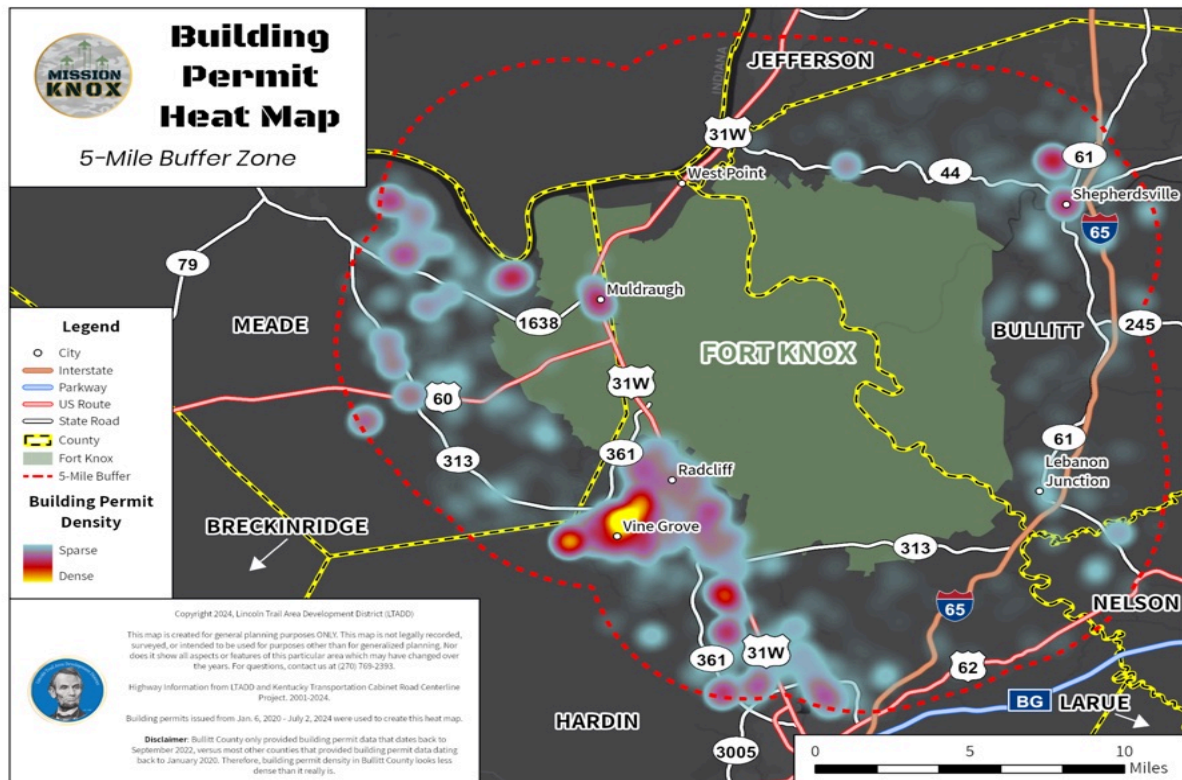 MISSION
KNOX
Building
Permit
Heat Map
5-Mile Buffer Zone
INDIANA
JEFFERSON
31W
West Point
44
61
Shepherdsville
65
79
MEADE
1638
Muldraugh
BULLITT
245
FORT KNOX
31W
60
313
361
Radcliff
61
Lebanon
Junction
BRECKINRIDGE
Vine Grove
313
65
NELSON
361
31W
62
BG
LARUE
HARDIN
3005
Legend
City
Interstate
Parkway
US Route
State Road
County
Fort Knox
5-Mile Buffer
Building Permit
Density
Sparse
Dense
Copyright 2024, Lincoln Trail Area Development District (LTADD)
This map is created for general planning purposes ONLY. This map is not legally recorded,
surveyed, or intended to be used for purposes other than for generalized planning. Nor
does it show all aspects or features of this particular area which may have changed over
the years. For questions, contact us at (270) 769-2393.
Highway Information from LTADD and Kentucky Transportation Cabinet Road Centerline
Project. 2001-2024.
Building permits issued from Jan. 6, 2020 - July 2, 2024 were used to create this heat map.
Disclaimer: Bullitt County only provided building permit data that dates back to
September 2022, versus most other counties that provided building permit data dating
back to January 2020. Therefore, building permit density in Bullitt County looks less
dense than it really is.
0 5 10
Miles